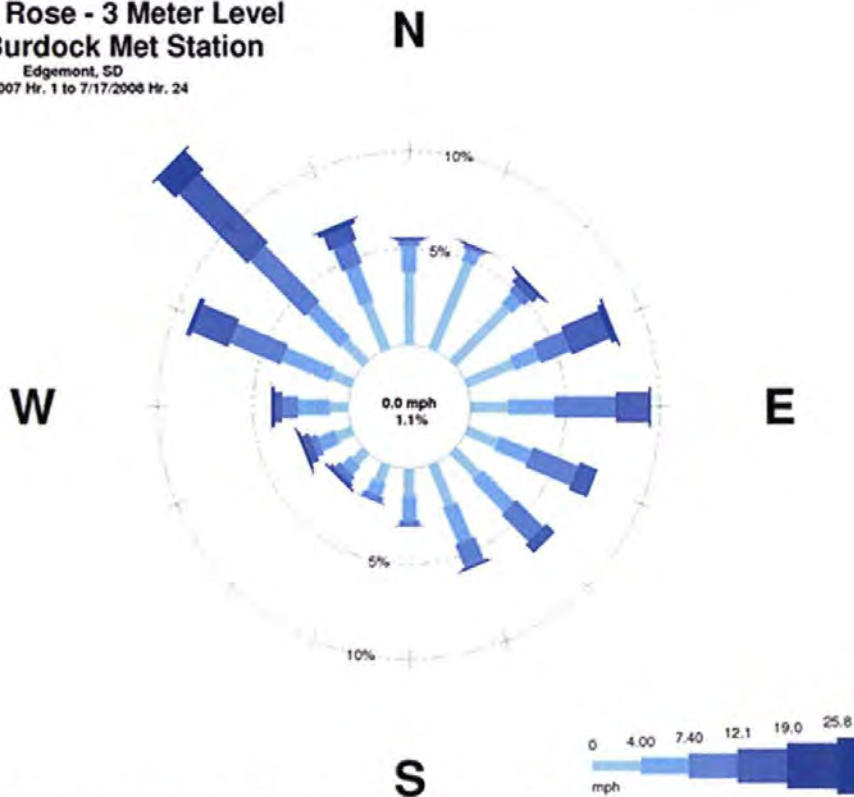 Rose - 3 Meter Level
Burdock Met Station
Edgemont, SD
007 Hr. 1 to 7/17/2008 Hr. 24
N
10%
5%
W
0.0 mph
1.1%
E
5%
10%
S
0 4.00 7.40 12.1 19.0 25.8
mph